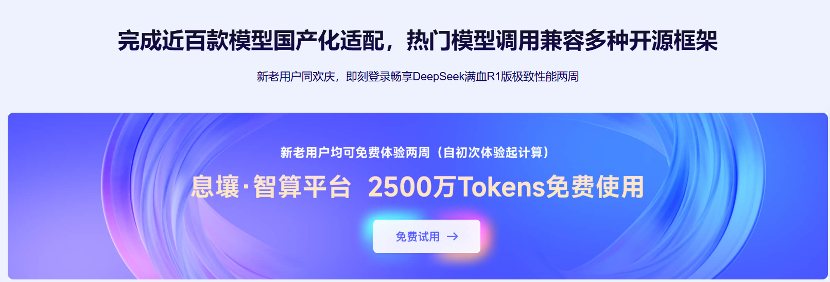 完成近百款模型国产化适配，热门模型调用兼容多种开源框架
新老用户同欢庆，即刻登录畅享DeepSeek满血R1版极致性能两周
新老用户均可免费体验两周（自初次体验起计算）
息壤·智算平台 2500万Tokens免费使用
免费试用 →